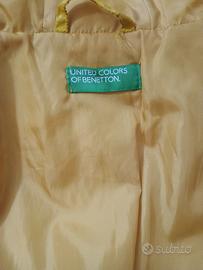 UNITED COLORS
OF BENETTON.
subito